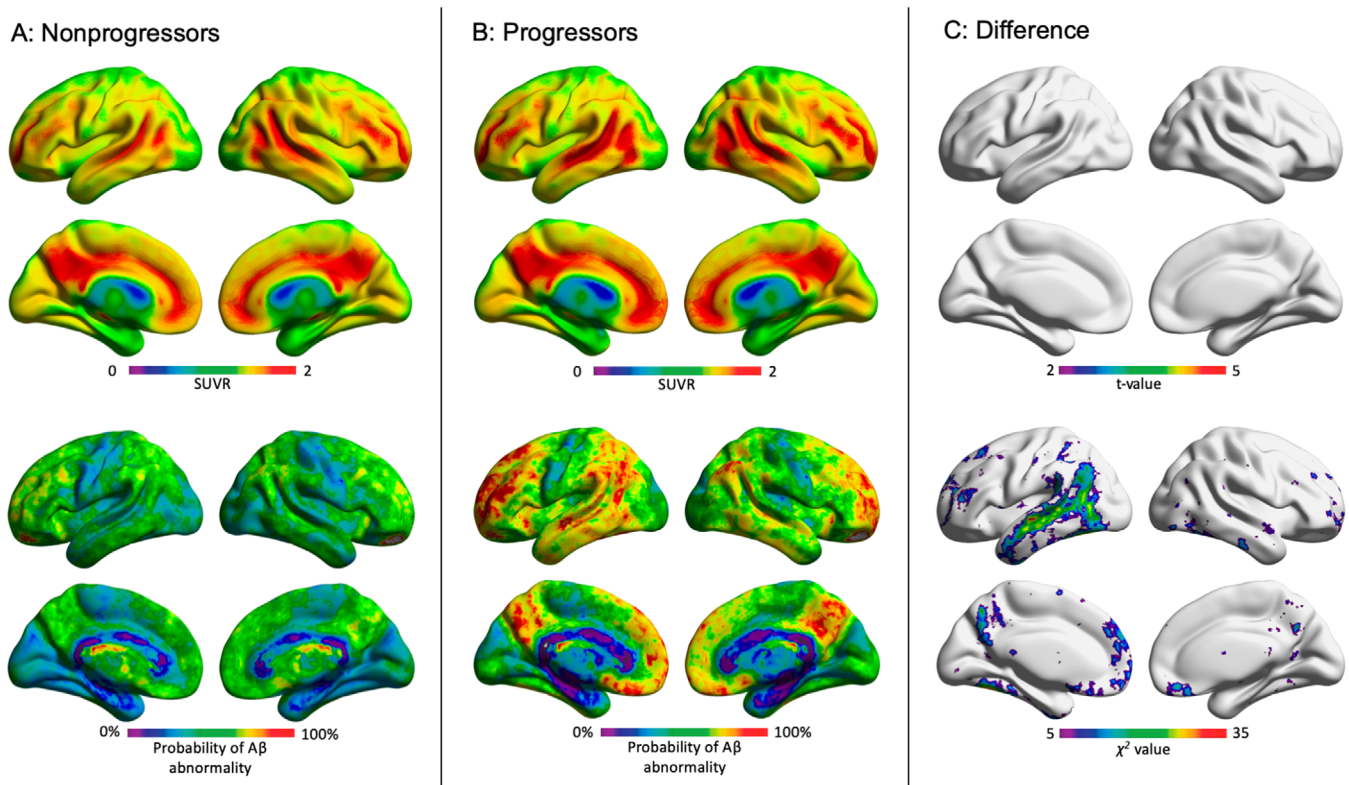 A: Nonprogressors
B: Progressors
C: Difference
0
2
SUVR
0
2
SUVR
2
5
t-value
0%
100%
Probability of Aβ
abnormality
0%
100%
Probability of Aβ
abnormality
5
35
χ² value